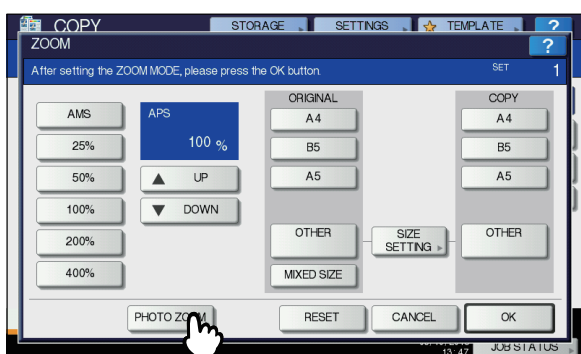 COPY STORAGE SETTINGS TEMPLATE ?
ZOOM ?
After setting the ZOOM MODE, please press the OK button. SET 1
ORIGINAL COPY
AMS APS A4 A4
25% 100 % B5 B5
50% UP A5 A5
100% DOWN
200% OTHER SIZE SETTING OTHER
400% MIXED SIZE
PHOTO ZOOM RESET CANCEL OK
13:47 JOB STATUS